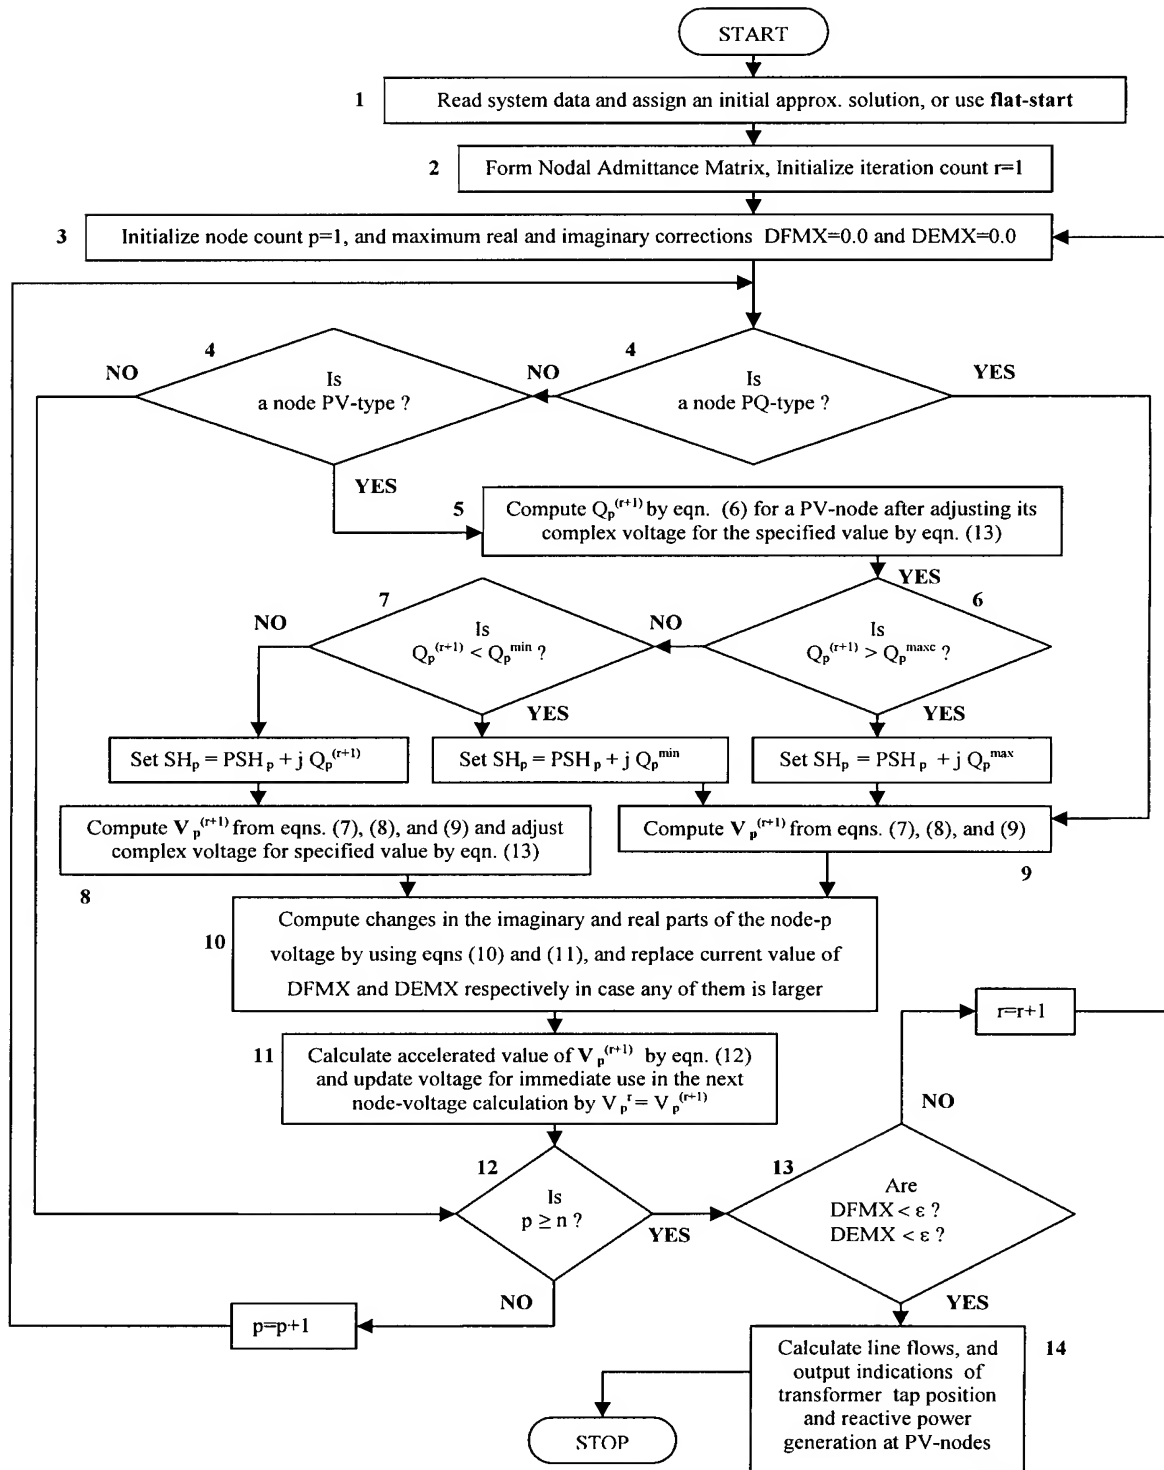 START
1
Read system data and assign an initial approx. solution, or use flat-start
2
Form Nodal Admittance Matrix, Initialize iteration count r=1
3
Initialize node count p=1, and maximum real and imaginary corrections DFMX=0.0 and DEMX=0.0
4
NO
Is
a node PV-type ?
YES
NO
4
Is
a node PQ-type ?
YES
5
Compute Qp^(r+1) by eqn. (6) for a PV-node after adjusting its
complex voltage for the specified value by eqn. (13)
YES
7
NO
Is
Qp^(r+1) < Qp^min ?
YES
NO
6
Is
Qp^(r+1) > Qp^maxc ?
YES
Set SHp = PSHp + j Qp^(r+1)
Set SHp = PSHp + j Qp^min
Set SHp = PSHp + j Qp^max
Compute Vp^(r+1) from eqns. (7), (8), and (9) and adjust
complex voltage for specified value by eqn. (13)
8
Compute Vp^(r+1) from eqns. (7), (8), and (9)
9
10
Compute changes in the imaginary and real parts of the node-p
voltage by using eqns (10) and (11), and replace current value of
DFMX and DEMX respectively in case any of them is larger
r=r+1
11
Calculate accelerated value of Vp^(r+1) by eqn. (12)
and update voltage for immediate use in the next
node-voltage calculation by Vp^r = Vp^(r+1)
NO
12
Is
p ≥ n ?
YES
NO
13
Are
DFMX < ε ?
DEMX < ε ?
YES
p=p+1
14
Calculate line flows, and
output indications of
transformer tap position
and reactive power
generation at PV-nodes
STOP